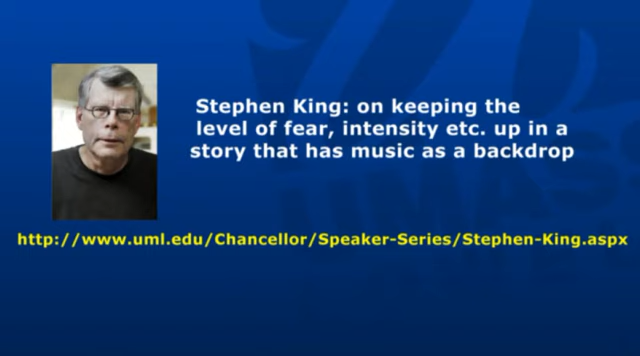 Stephen King: on keeping the
level of fear, intensity etc. up in a
story that has music as a backdrop
http://www.uml.edu/Chancellor/Speaker-Series/Stephen-King.aspx